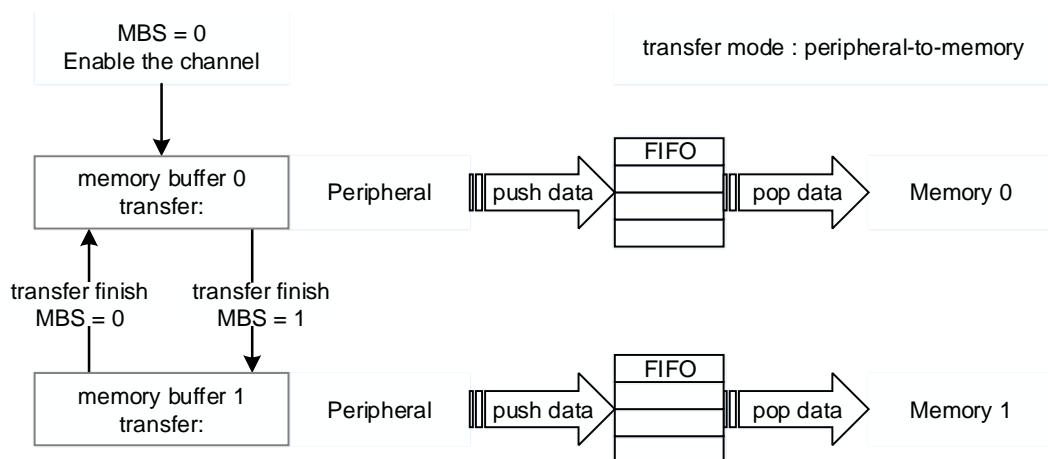 MBS = 0
Enable the channel
transfer mode : peripheral-to-memory
memory buffer 0
transfer:
Peripheral
push data
FIFO
pop data
Memory 0
transfer finish
MBS = 0
transfer finish
MBS = 1
memory buffer 1
transfer:
Peripheral
push data
FIFO
pop data
Memory 1